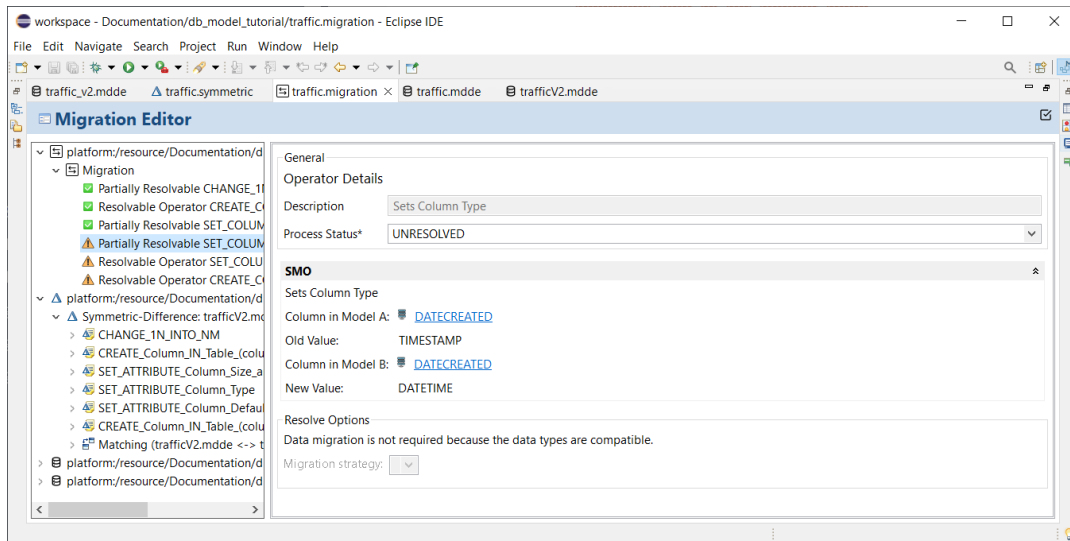 workspace - Documentation/db_model_tutorial/traffic.migration - Eclipse IDE
File Edit Navigate Search Project Run Window Help
traffic_v2.mdde traffic.symmetric traffic.migration trafic.mdde trafficV2.mdde
Migration Editor
platform:/resource/Documentation/d
Migration
Partially Resolvable CHANGE_1N
Resolvable Operator CREATE_CO
Partially Resolvable SET_COLUM
Partially Resolvable SET_COLUM
Resolvable Operator SET_COLU
Resolvable Operator CREATE_CO
platform:/resource/Documentation/d
Symmetric-Difference: trafficV2.md
CHANGE_1N_INTO_NM
CREATE_Column_IN_Table_(colu
SET_ATTRIBUTE_Column_Size_a
SET_ATTRIBUTE_Column_Type
SET_ATTRIBUTE_Column_Defaul
CREATE_Column_IN_Table_(colu
Matching (trafficV2.mdde <-> t
platform:/resource/Documentation/d
platform:/resource/Documentation/d
General
Operator Details
Description Sets Column Type
Process Status* UNRESOLVED
SMO
Sets Column Type
Column in Model A: DATECREATED
Old Value: TIMESTAMP
Column in Model B: DATECREATED
New Value: DATETIME
Resolve Options
Data migration is not required because the data types are compatible.
Migration strategy: